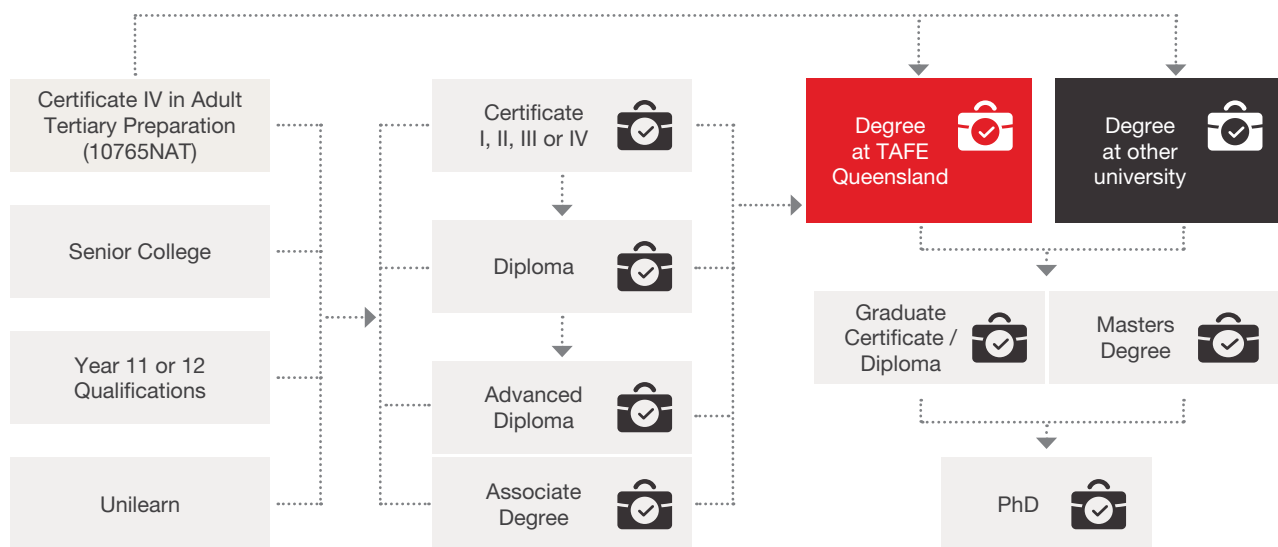 Certificate IV in Adult
Tertiary Preparation
(10765NAT)
Senior College
Year 11 or 12
Qualifications
Unilearn
Certificate
I, II, III or IV
Diploma
Advanced
Diploma
Associate
Degree
Degree
at TAFE
Queensland
Degree
at other
university
Graduate
Certificate /
Diploma
Masters
Degree
PhD